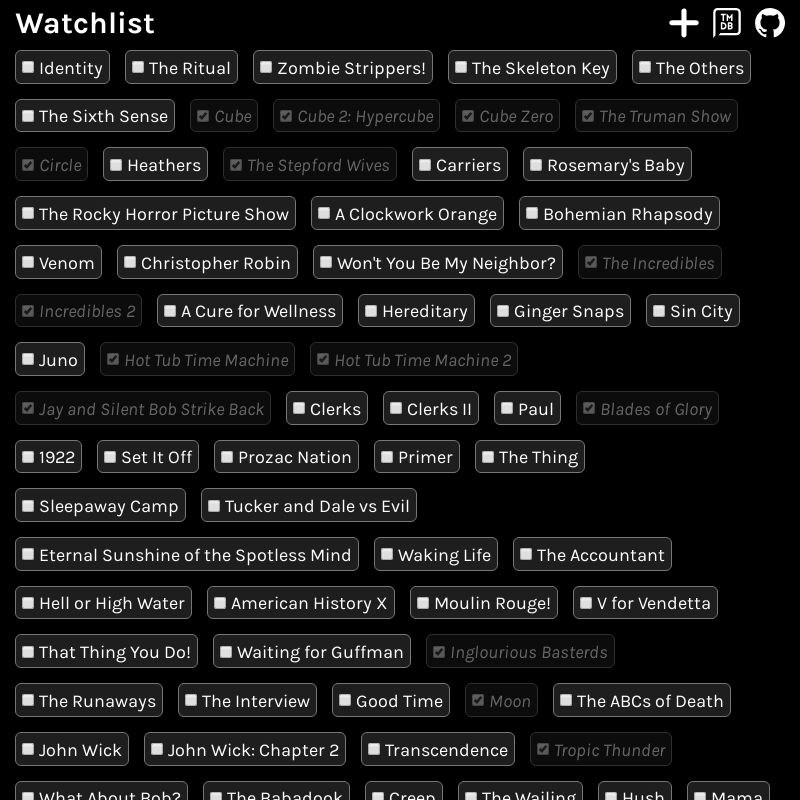 Watchlist TMDB
Identity The Ritual Zombie Strippers! The Skeleton Key The Others
The Sixth Sense Cube Cube 2: Hypercube Cube Zero The Truman Show
Circle Heathers The Stepford Wives Carriers Rosemary's Baby
The Rocky Horror Picture Show A Clockwork Orange Bohemian Rhapsody
Venom Christopher Robin Won't You Be My Neighbor? The Incredibles
Incredibles 2 A Cure for Wellness Hereditary Ginger Snaps Sin City
Juno Hot Tub Time Machine Hot Tub Time Machine 2
Jay and Silent Bob Strike Back Clerks Clerks II Paul Blades of Glory
1922 Set It Off Prozac Nation Primer The Thing
Sleepaway Camp Tucker and Dale vs Evil
Eternal Sunshine of the Spotless Mind Waking Life The Accountant
Hell or High Water American History X Moulin Rouge! V for Vendetta
That Thing You Do! Waiting for Guffman Inglourious Basterds
The Runaways The Interview Good Time Moon The ABCs of Death
John Wick John Wick: Chapter 2 Transcendence Tropic Thunder
What About Bob? The Babadook Creep The Wailing Hush Mama